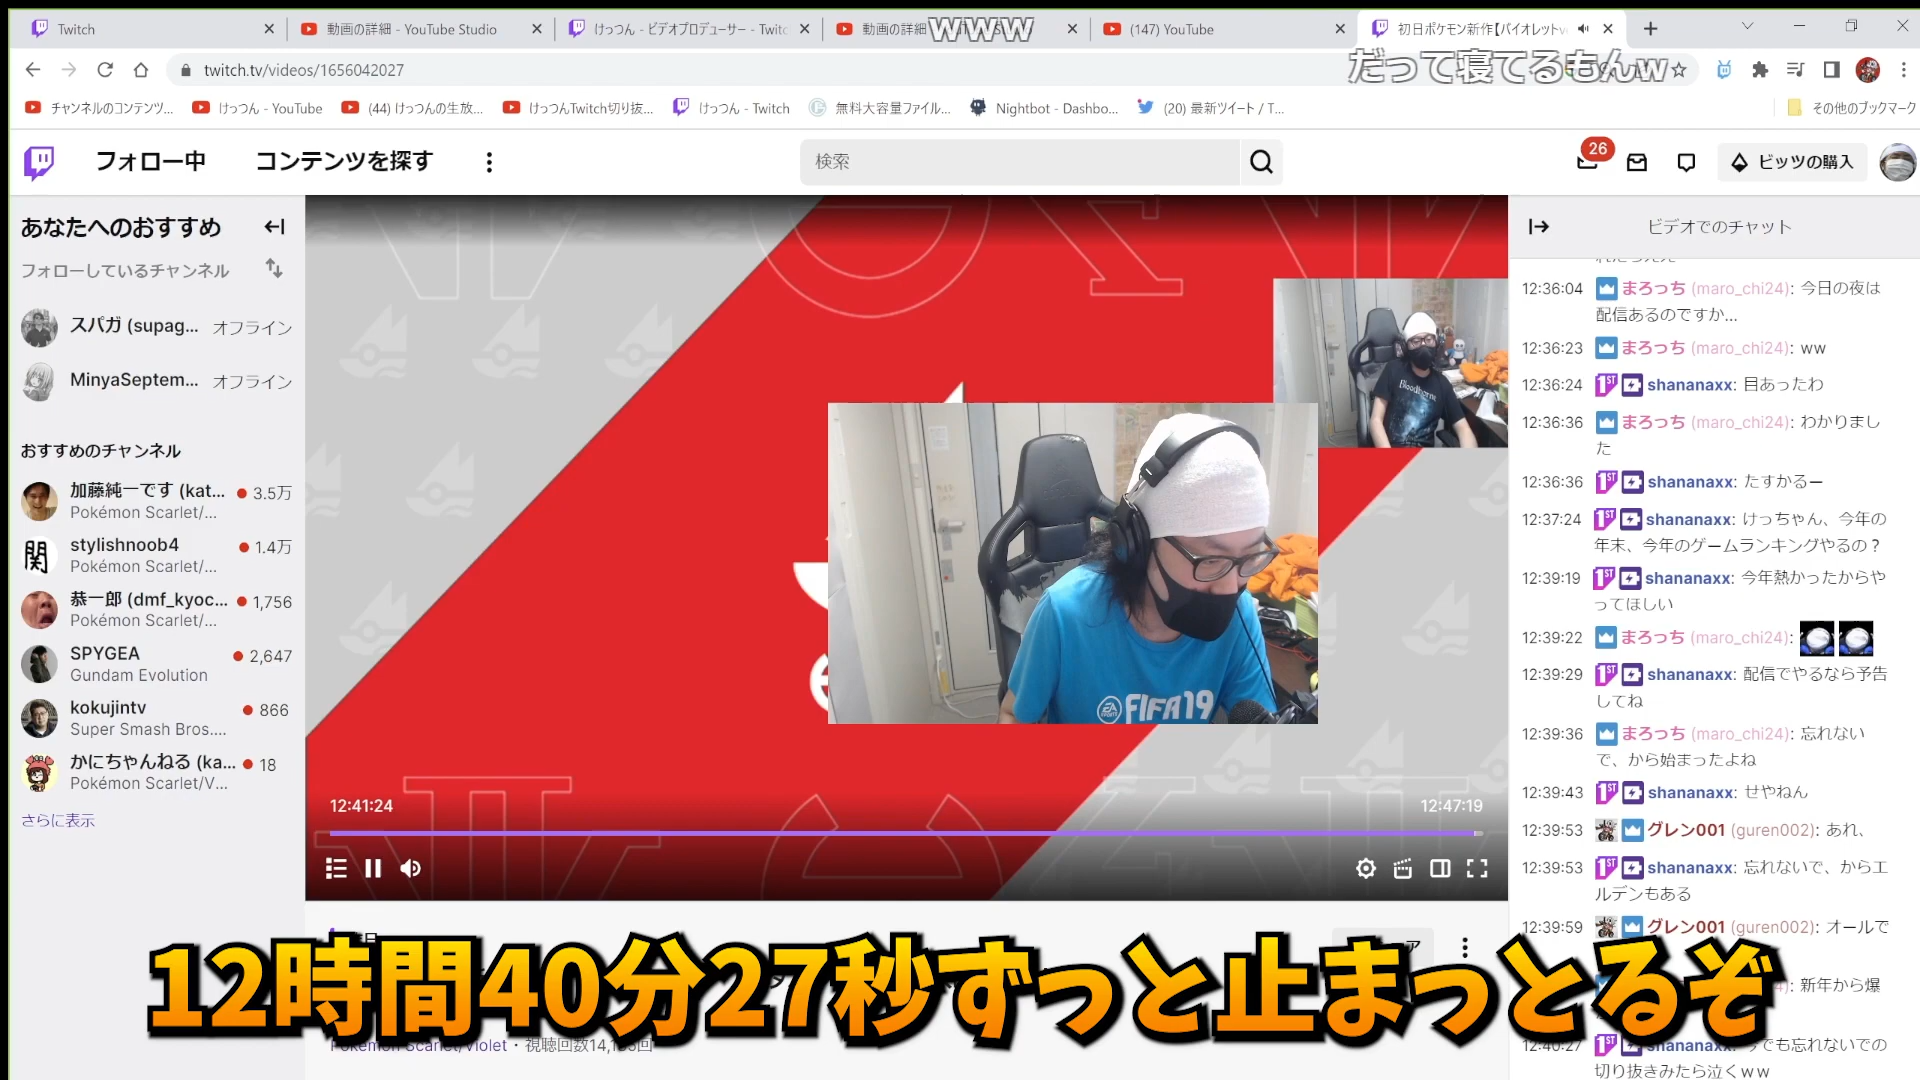 Twitch
動画の詳細 - YouTube Studio
けっつん - ビデオプロデューサー - Twitc
動画の詳細
(147) YouTube
初日ポケモン新作【バイオレットv
www
だって寝てるもんw
twitch.tv/videos/1656042027
チャンネルのコンテンツ...
けっつん - YouTube
(44) けっつんの生放...
けっつんTwitch切り抜...
けっつん - Twitch
無料大容量ファイル...
Nightbot - Dashbo...
(20) 最新ツイート / T...
その他のブックマーク
フォロー中
コンテンツを探す
検索
26
ビッツの購入
あなたへのおすすめ
フォローしているチャンネル
スパガ (supag... オフライン
MinyaSeptem... オフライン
おすすめのチャンネル
加藤純一です (kat... 3.5万
Pokémon Scarlet/...
stylishnoob4 1.4万
Pokémon Scarlet/...
恭一郎 (dmf_kyoc... 1,756
Pokémon Scarlet/...
SPYGEA 2,647
Gundam Evolution
kokujintv 866
Super Smash Bros....
かにちゃんねる (ka... 18
Pokémon Scarlet/V...
さらに表示
Bloodborne
EA SPORTS FIFA19
12:41:24
12:47:19
ビデオでのチャット
12:36:04 まろっち (maro_chi24): 今日の夜は
配信あるのですか...
12:36:23 まろっち (maro_chi24): ww
12:36:24 1ST shananaxx: 目あったわ
12:36:36 まろっち (maro_chi24): わかりまし
た
12:36:36 1ST shananaxx: たすかるー
12:37:24 1ST shananaxx: けっちゃん、今年の
年末、今年のゲームランキングやるの？
12:39:19 1ST shananaxx: 今年熱かったからや
ってほしい
12:39:22 まろっち (maro_chi24):
12:39:29 1ST shananaxx: 配信でやるなら予告
してね
12:39:36 まろっち (maro_chi24): 忘れない
で、から始まったよね
12:39:43 1ST shananaxx: せやねん
12:39:53 グレン001 (guren002): あれ、
12:39:53 1ST shananaxx: 忘れないで、からエ
ルデンもある
12:39:59 グレン001 (guren002): オールで
): 新年から爆
12:40:27 1ST shananaxx: 今でも忘れないでの
切り抜きみたら泣くｗｗ
12時間40分27秒ずっと止まっとるぞ
Pokémon Scarlet/Violet・視聴回数14,